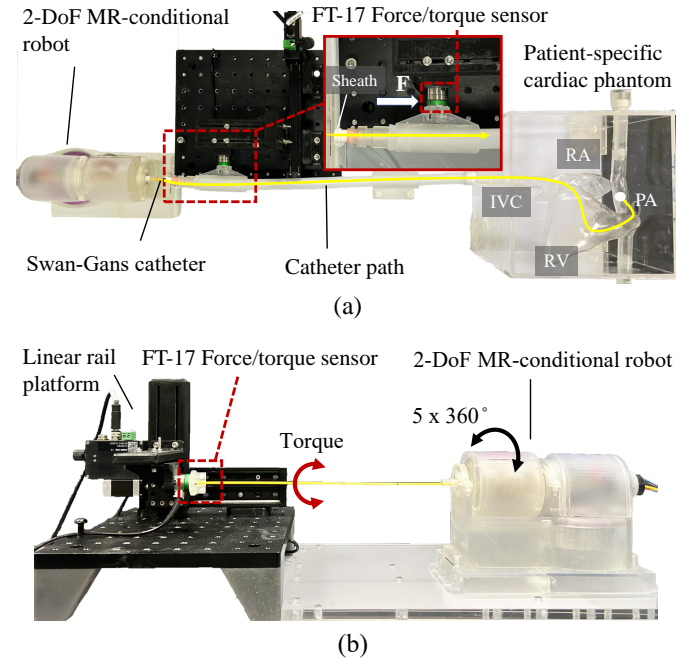 2-DoF MR-conditional
robot
FT-17 Force/torque sensor
Patient-specific
cardiac phantom
Sheath
F
RA
IVC
PA
RV
Swan-Gans catheter
Catheter path
(a)
Linear rail
platform
FT-17 Force/torque sensor
2-DoF MR-conditional robot
5 x 360°
Torque
(b)